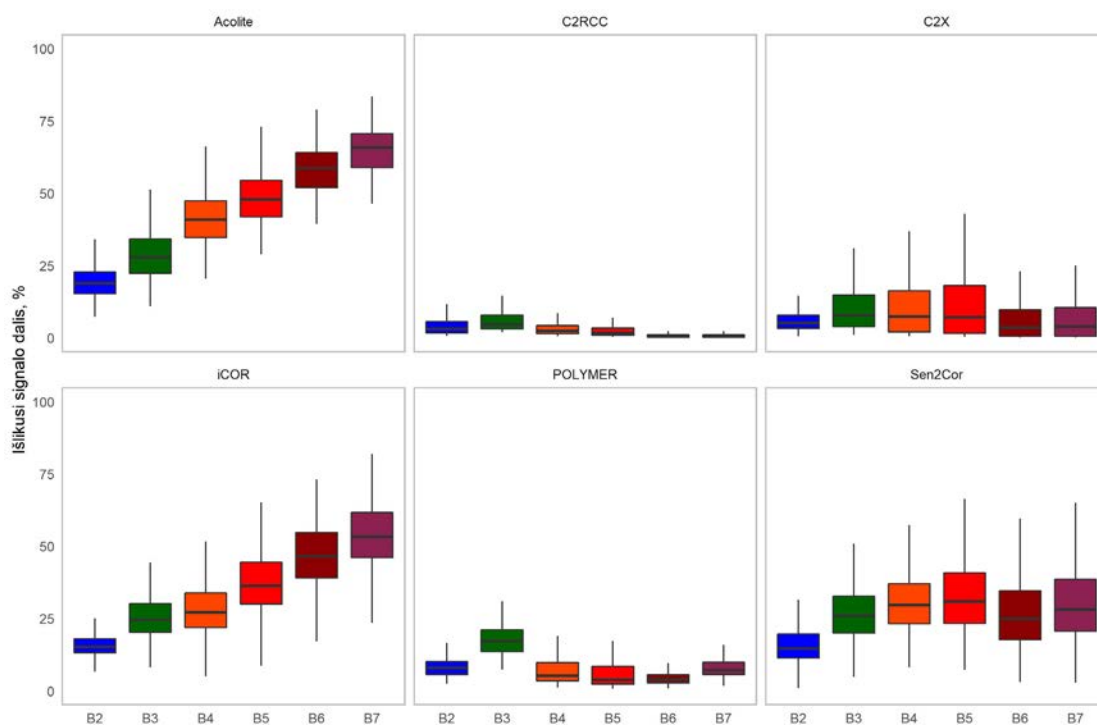 Acolite
C2RCC
C2X
100
75
50
25
0
iCOR
POLYMER
Sen2Cor
100
75
50
25
0
B2 B3 B4 B5 B6 B7
B2 B3 B4 B5 B6 B7
B2 B3 B4 B5 B6 B7
Išlikusi signalo dalis, %